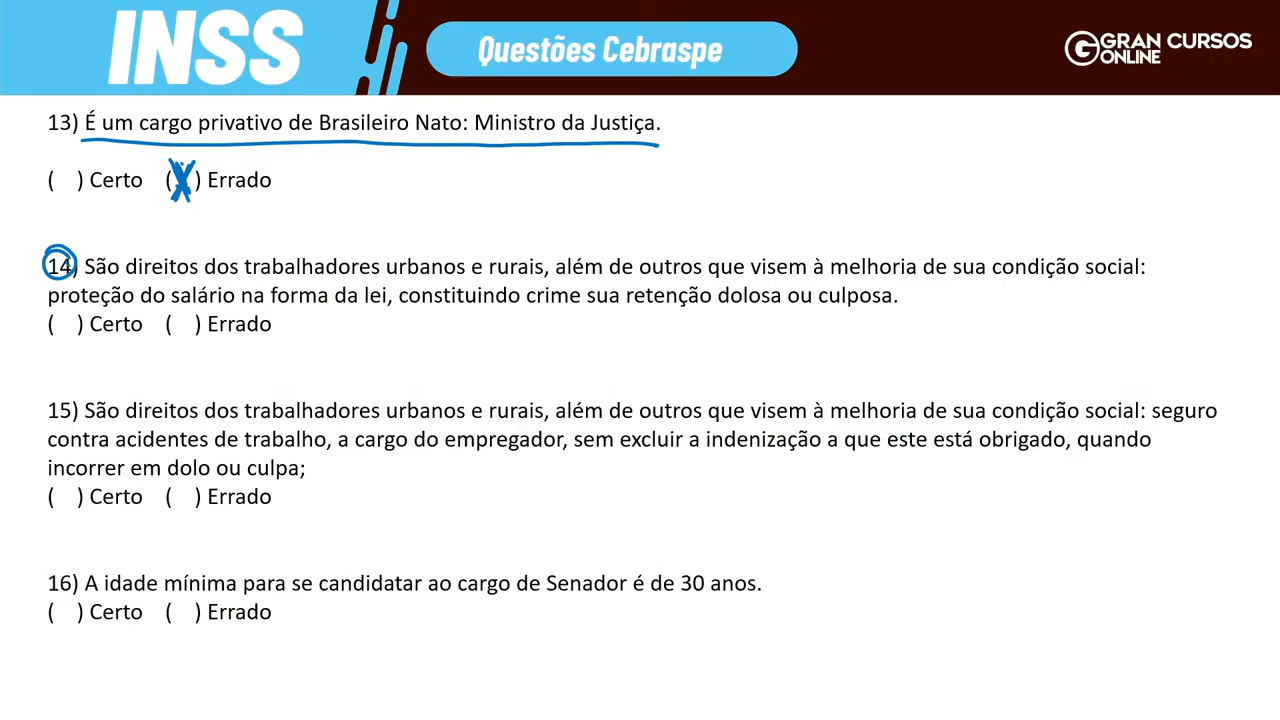 INSS
Questões Cebraspe
GRAN CURSOS
ONLINE
13) É um cargo privativo de Brasileiro Nato: Ministro da Justiça.
( ) Certo (X) Errado
14) São direitos dos trabalhadores urbanos e rurais, além de outros que visem à melhoria de sua condição social:
proteção do salário na forma da lei, constituindo crime sua retenção dolosa ou culposa.
( ) Certo ( ) Errado
15) São direitos dos trabalhadores urbanos e rurais, além de outros que visem à melhoria de sua condição social: seguro
contra acidentes de trabalho, a cargo do empregador, sem excluir a indenização a que este está obrigado, quando
incorrer em dolo ou culpa;
( ) Certo ( ) Errado
16) A idade mínima para se candidatar ao cargo de Senador é de 30 anos.
( ) Certo ( ) Errado